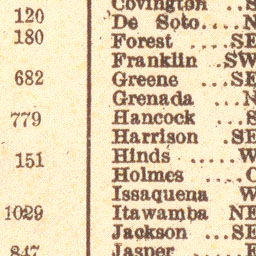 Covington ..S
120 De Soto....N
180 Forest ....SE
Franklin .SW
682 Greene ..SE
Grenada ...N
779 Hancock ...S
Harrison .SE
151 Hinds .....W
Holmes ....C
Issaquena W
1029 Itawamba NE
Jackson ...SE
847 Jasper ....E